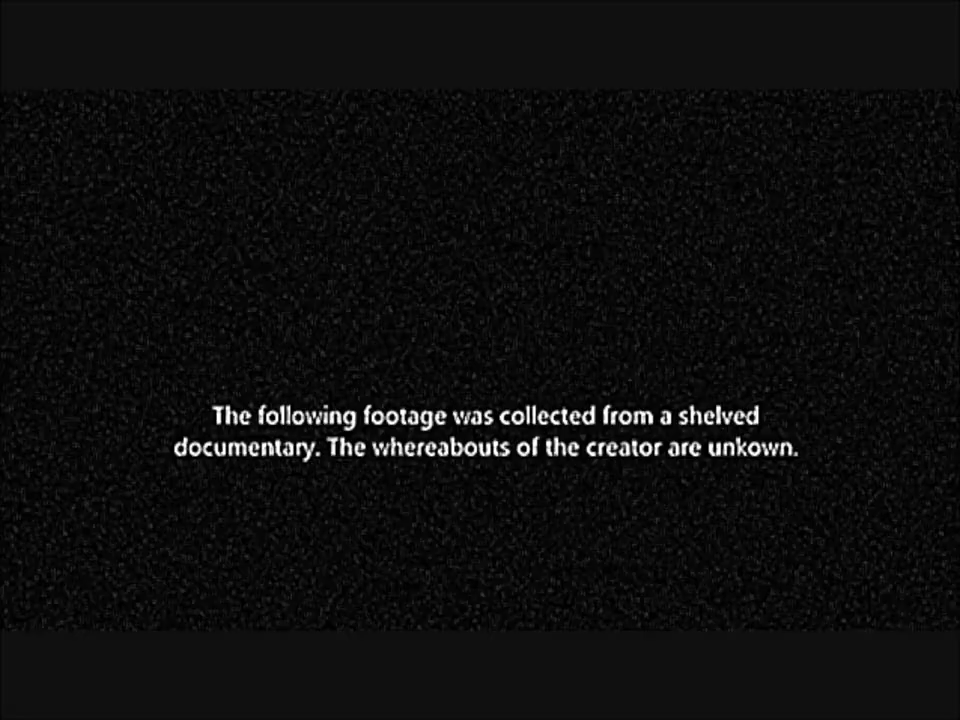 The following footage was collected from a shelved
documentary. The whereabouts of the creator are unkown.